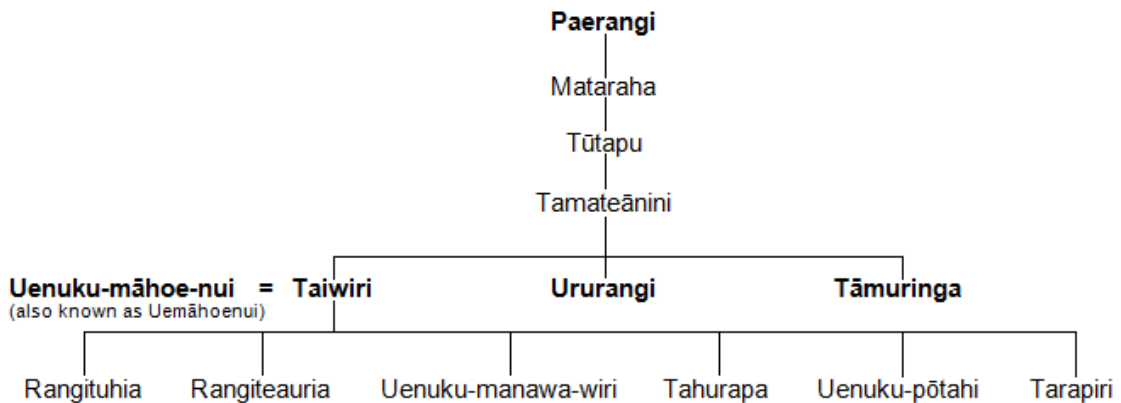 Paerangi
Mataraha
Tūtapu
Tamateānini
Uenuku-māhoe-nui = Taiwiri Ururangi Tāmuringa
(also known as Uemāhoenui)
Rangituhia Rangiteauria Uenuku-manawa-wiri Tahurapa Uenuku-pōtahi Tarapiri